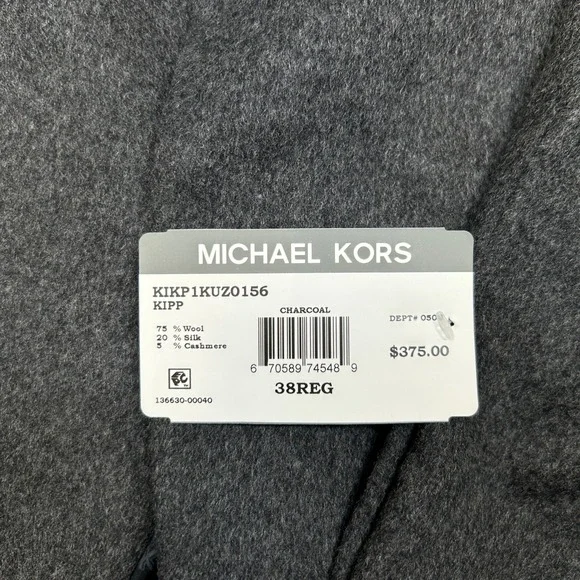 MICHAEL KORS
KIKP1KUZ0156
KIPP
CHARCOAL
DEPT# 050
75 % Wool
20 % Silk
5 % Cashmere
$375.00
6 70589 74548 9
38REG
136630-00040